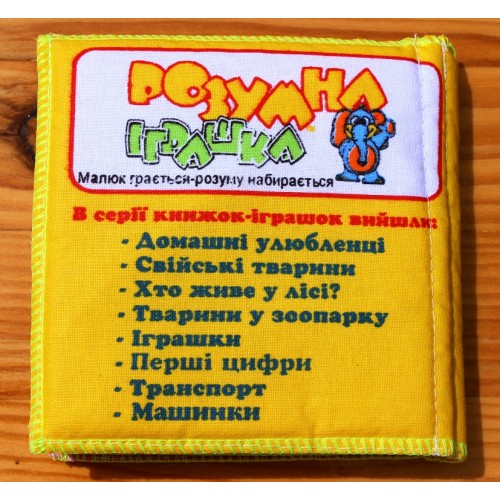 РОЗУМНА
ІГРАШКА
Малюк грається-розуму набирається
В серії книжок-іграшок вийшли:
- Домашні улюбленці
- Свійські тварини
- Хто живе у лісі?
- Тварини у зоопарку
- Іграшки
- Перші цифри
- Транспорт
- Машинки